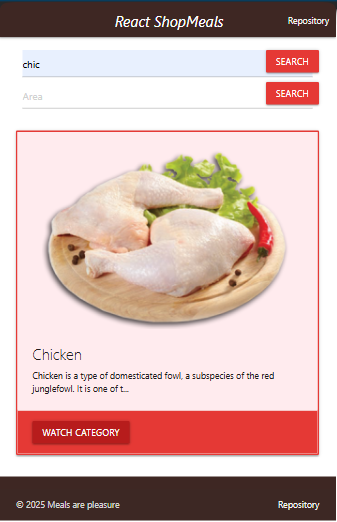 React ShopMeals
Repository
chic
SEARCH
Area
SEARCH
Chicken
Chicken is a type of domesticated fowl, a subspecies of the red
junglefowl. It is one of t...
WATCH CATEGORY
© 2025 Meals are pleasure
Repository